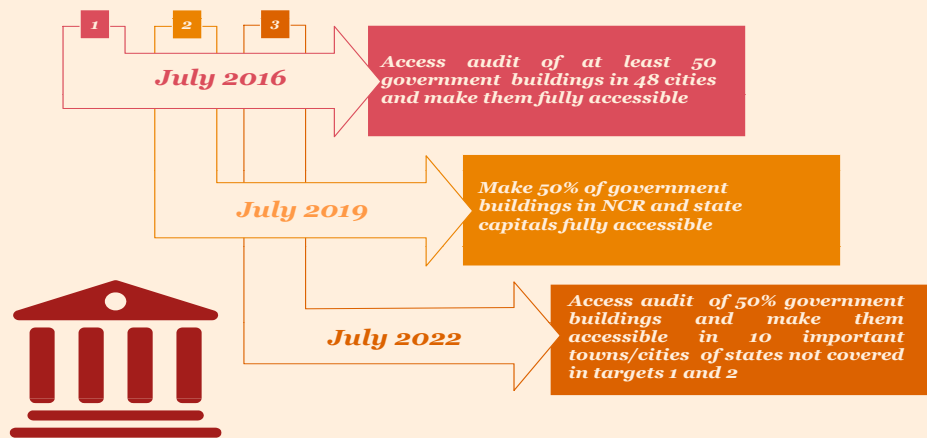 1
2
3
July 2016
Access audit of at least 50
government buildings in 48 cities
and make them fully accessible
July 2019
Make 50% of government
buildings in NCR and state
capitals fully accessible
July 2022
Access audit of 50% government
buildings and make them
accessible in 10 important
towns/cities of states not covered
in targets 1 and 2